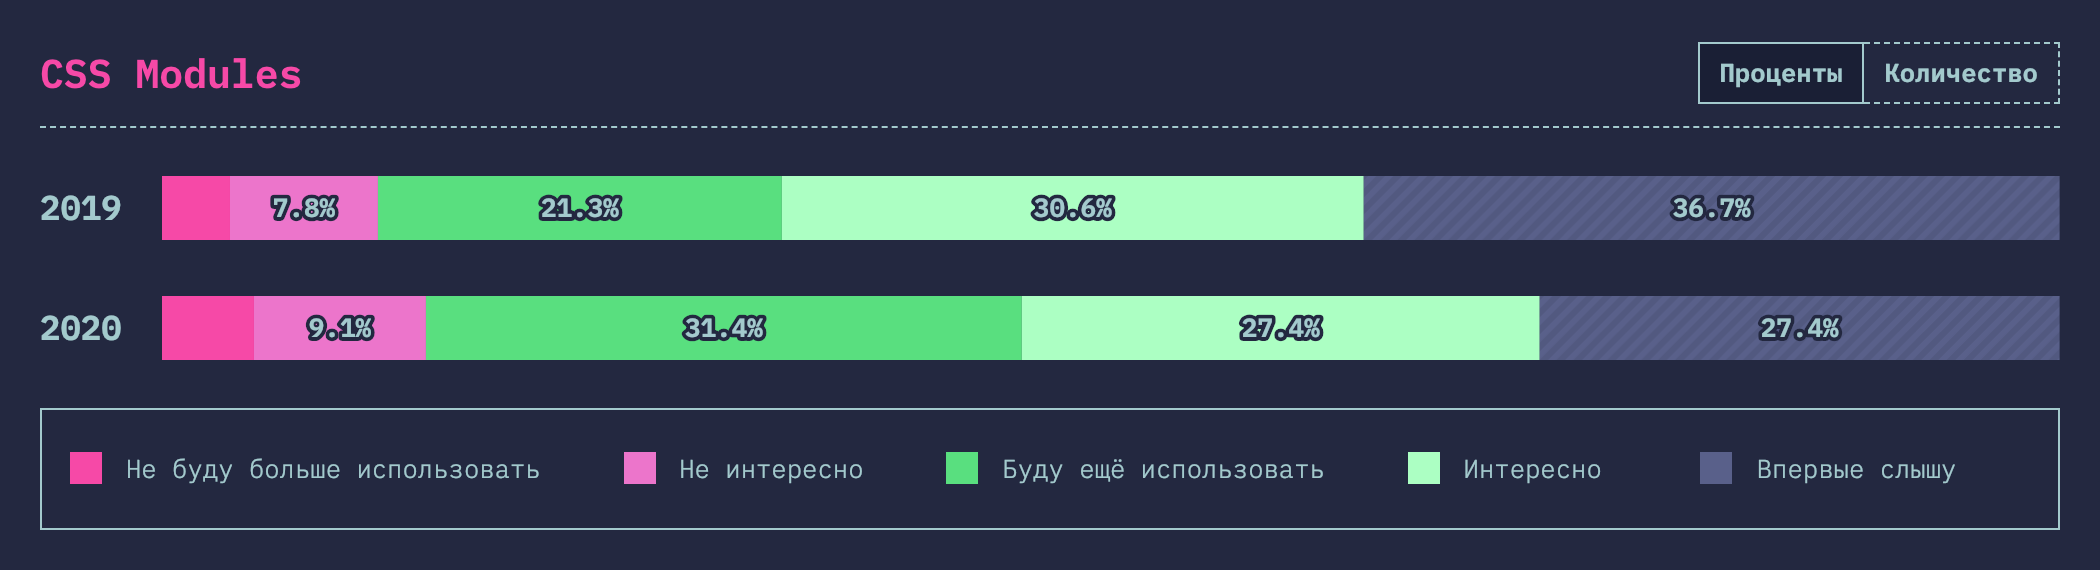 CSS Modules
Проценты Количество
2019 7.8% 21.3% 30.6% 36.7%
2020 9.1% 31.4% 27.4% 27.4%
Не буду больше использовать Не интересно Буду ещё использовать Интересно Впервые слышу